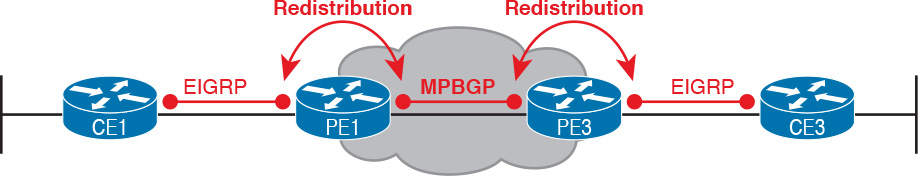 Redistribution
Redistribution
EIGRP
MPBGP
EIGRP
CE1
PE1
PE3
CE3